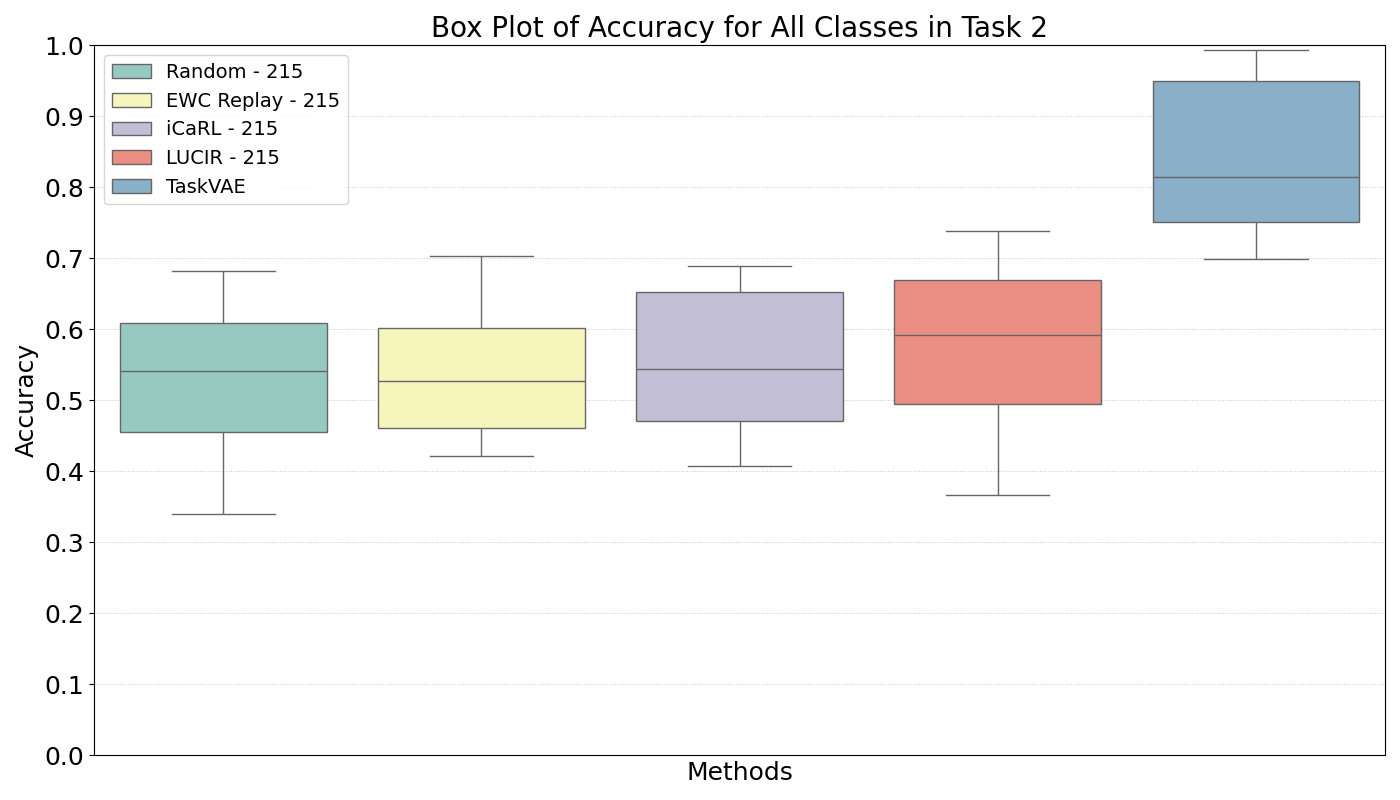 Box Plot of Accuracy for All Classes in Task 2
1.0
0.9
0.8
0.7
0.6
0.5
0.4
0.3
0.2
0.1
0.0
Accuracy
Random - 215
EWC Replay - 215
iCaRL - 215
LUCIR - 215
TaskVAE
Methods